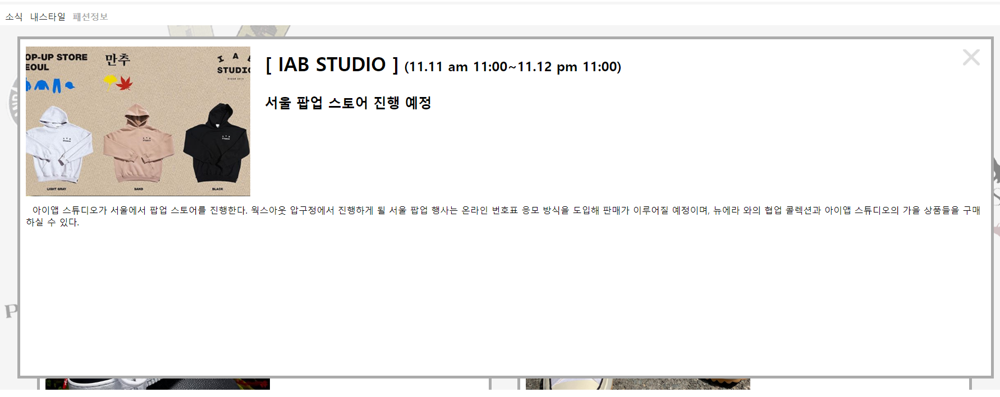 소식 내스타일 패션정보
OP-UP STORE
EOUL
만추
I A
STUDIO
SINCE 2014
I A B
STUDIO
LIGHT GRAY
SAND
BLACK
[ IAB STUDIO ] (11.11 am 11:00~11.12 pm 11:00)
서울 팝업 스토어 진행 예정
아이앱 스튜디오가 서울에서 팝업 스토어를 진행한다. 웍스아웃 압구정에서 진행하게 될 서울 팝업 행사는 온라인 번호표 응모 방식을 도입해 판매가 이루어질 예정이며, 뉴에라 와의 협업 콜렉션과 아이앱 스튜디오의 가을 상품들을 구매
하실 수 있다.
P
S